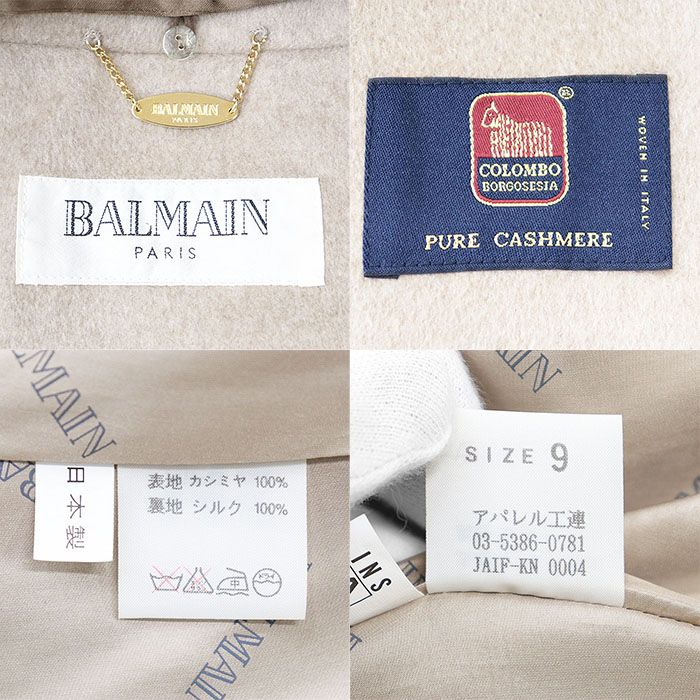 BALMAIN
PARIS
BALMAIN
PARIS
®
COLOMBO
BORGOSESIA
PURE CASHMERE
WOVEN IN ITALY
BALMAIN
日本製
表地 カシミヤ 100%
裏地 シルク 100%
SIZE 9
アパレル工連
03-5386-0781
JAIF-KN 0004